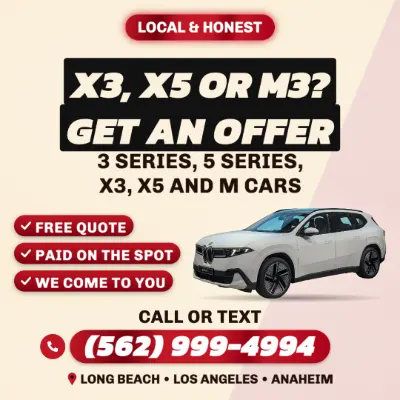 LOCAL & HONEST
X3, X5 OR M3?
GET AN OFFER
3 SERIES, 5 SERIES,
X3, X5 AND M CARS
FREE QUOTE
PAID ON THE SPOT
WE COME TO YOU
CALL OR TEXT
(562) 999-4994
LONG BEACH • LOS ANGELES • ANAHEIM